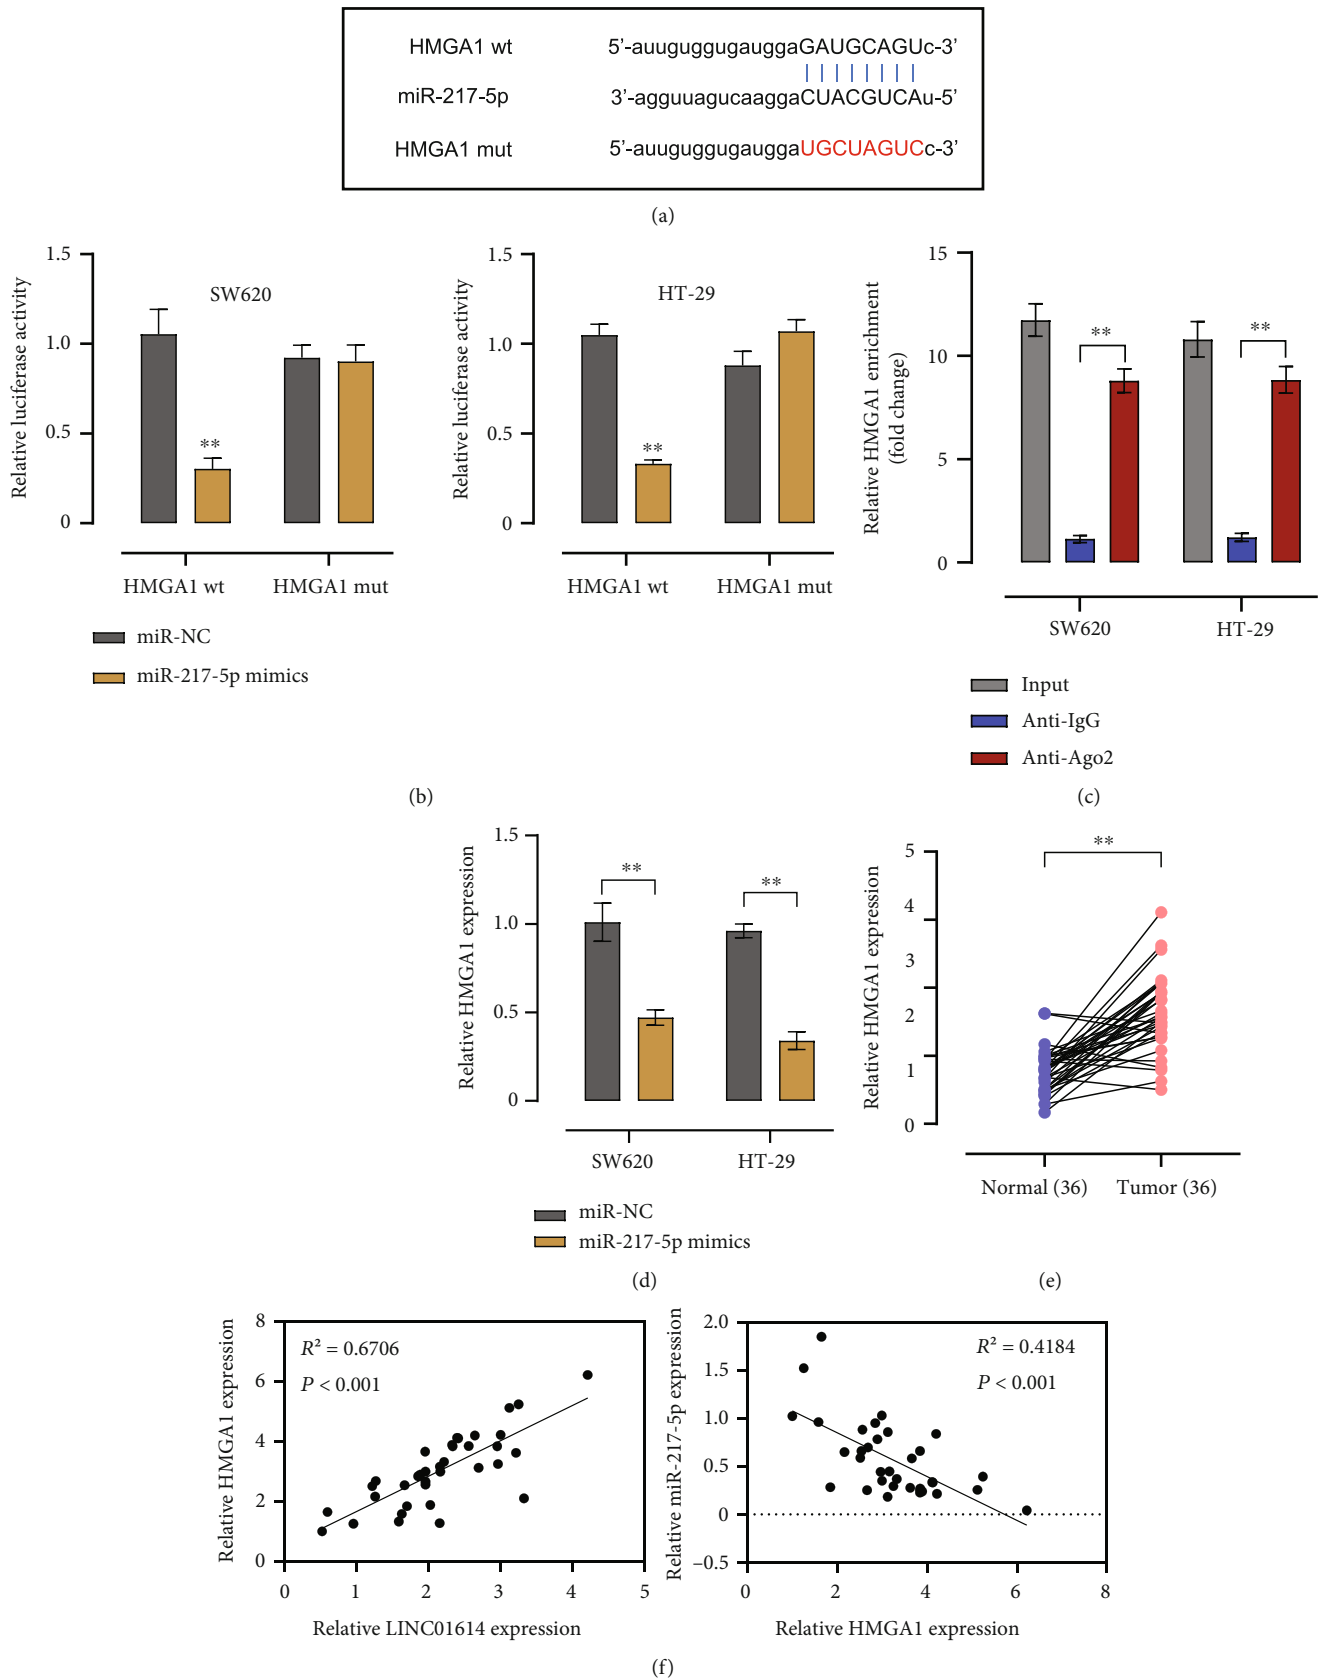 HMGA1 wt 5'-auuguggugauggaGAUGCAGUc-3'
miR-217-5p 3'-agguuagucaaggaCUACGUCAu-5'
HMGA1 mut 5'-auuguggugauggaUGCUAGUCc-3'
(a)
Relative luciferase activity
1.5
1.0
0.5
0
SW620
**
HMGA1 wt HMGA1 mut
Relative luciferase activity
1.5
1.0
0.5
0
HT-29
**
HMGA1 wt HMGA1 mut
miR-NC
miR-217-5p mimics
(b)
Relative HMGA1 enrichment
(fold change)
15
10
5
0
** **
SW620 HT-29
Input
Anti-IgG
Anti-Ago2
(c)
Relative HMGA1 expression
1.5
1.0
0.5
0
** **
SW620 HT-29
miR-NC
miR-217-5p mimics
(d)
Relative HMGA1 expression
5
4
3
2
1
0
**
Normal (36) Tumor (36)
(e)
Relative HMGA1 expression
8
6
4
2
0
R² = 0.6706
P < 0.001
0 1 2 3 4 5
Relative LINC01614 expression
Relative miR-217-5p expression
2.0
1.5
1.0
0.5
0.0
−0.5
R² = 0.4184
P < 0.001
0 2 4 6 8
Relative HMGA1 expression
(f)